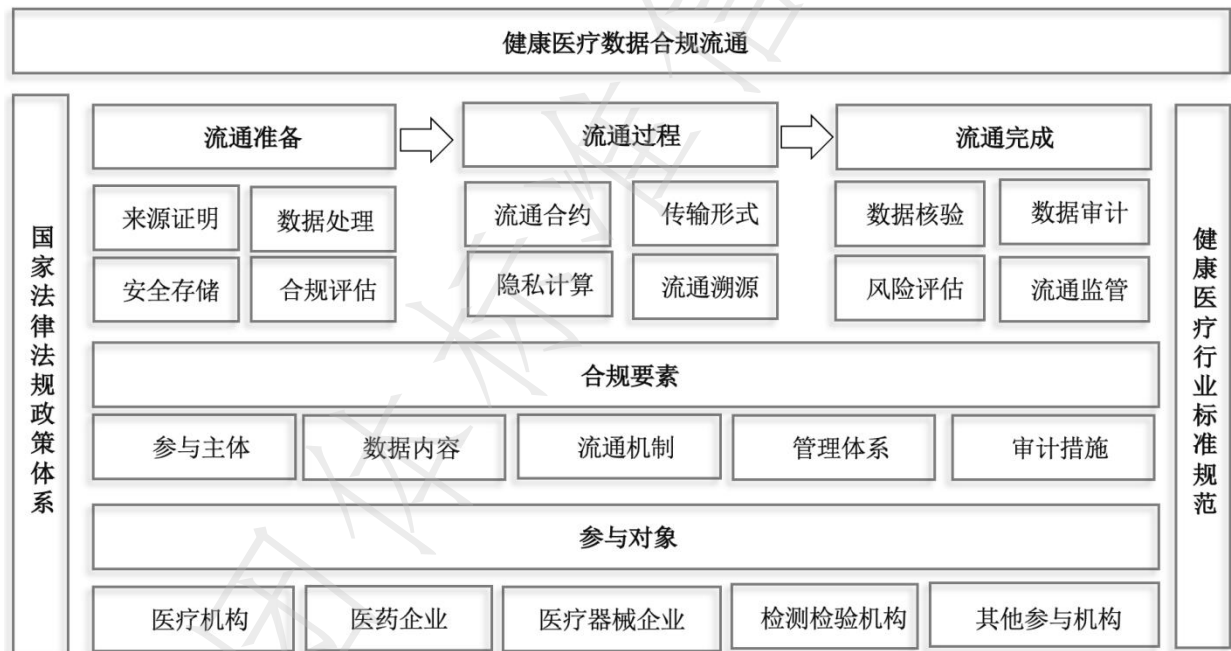 健康医疗数据合规流通
国家法律法规政策体系
流通准备
流通过程
流通完成
来源证明
数据处理
流通合约
传输形式
数据核验
数据审计
安全存储
合规评估
隐私计算
流通溯源
风险评估
流通监管
合规要素
参与主体
数据内容
流通机制
管理体系
审计措施
参与对象
医疗机构
医药企业
医疗器械企业
检测检验机构
其他参与机构
健康医疗行业标准规范
团体标准信